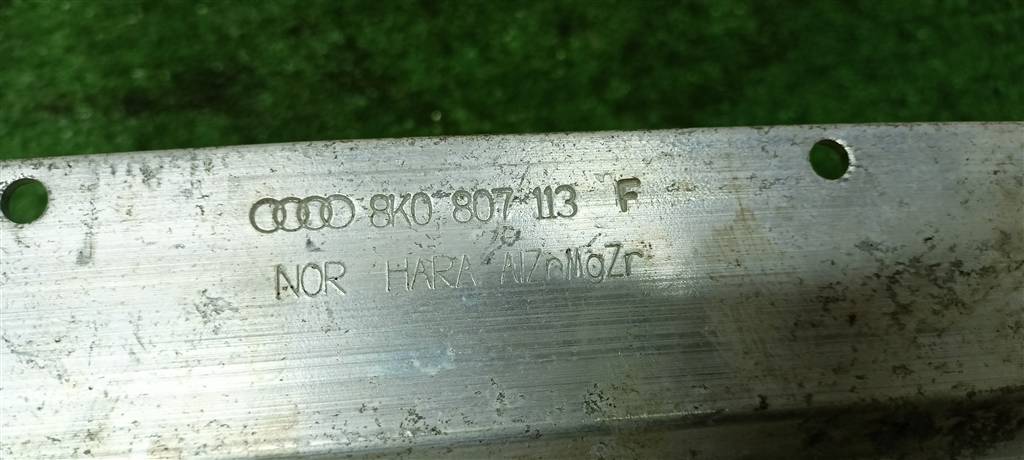 8K0 807 113 F
NOR HARA AlZnMgZr